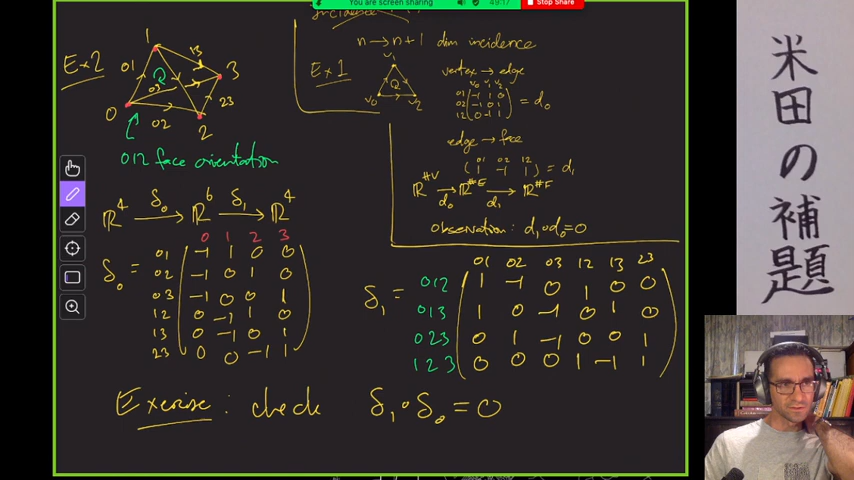 You are screen sharing
49:17
Stop Share
n → n+1 dim incidence
Ex 2
1
01
13
3
03
0
02
23
2
012 face orientation
Ex 1
v₁
v₀
v₂
vertex → edge
v₀ v₁ v₂
01 -1 1 0
02 -1 0 1
12 0 -1 1
= d₀
edge → face
01 02 12
( 1 -1 1 ) = d₁
ℝ^#V → ℝ^#E → ℝ^#F
d₀ d₁
observation: d₁∘d₀=0
δ₀ δ₁
ℝ⁴ → ℝ⁶ → ℝ⁴
0 1 2 3
δ₀ =
01 -1 1 0 0
02 -1 0 1 0
03 -1 0 0 1
12 0 -1 1 0
13 0 -1 0 1
23 0 0 -1 1
01 02 03 12 13 23
δ₁ =
012 1 -1 0 1 0 0
013 1 0 -1 0 1 0
023 0 1 -1 0 0 1
123 0 0 0 1 -1 1
Exercise: check δ₁∘δ₀=0
米田の補題